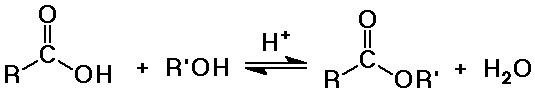 O O
H⁺
R C OH + R'OH ⇌ R C OR' + H₂O